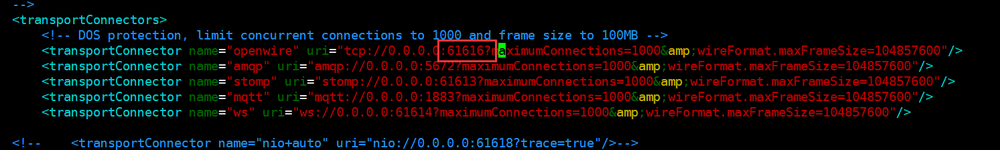 -->
<transportConnectors>
<!-- DOS protection, limit concurrent connections to 1000 and frame size to 100MB -->
<transportConnector name="openwire" uri="tcp://0.0.0.0:61616?maximumConnections=1000&amp;wireFormat.maxFrameSize=104857600"/>
<transportConnector name="amqp" uri="amqp://0.0.0.0:5672?maximumConnections=1000&amp;wireFormat.maxFrameSize=104857600"/>
<transportConnector name="stomp" uri="stomp://0.0.0.0:61613?maximumConnections=1000&amp;wireFormat.maxFrameSize=104857600"/>
<transportConnector name="mqtt" uri="mqtt://0.0.0.0:1883?maximumConnections=1000&amp;wireFormat.maxFrameSize=104857600"/>
<transportConnector name="ws" uri="ws://0.0.0.0:61614?maximumConnections=1000&amp;wireFormat.maxFrameSize=104857600"/>
<!-- <transportConnector name="nio+auto" uri="nio://0.0.0.0:61618?trace=true"/>-->